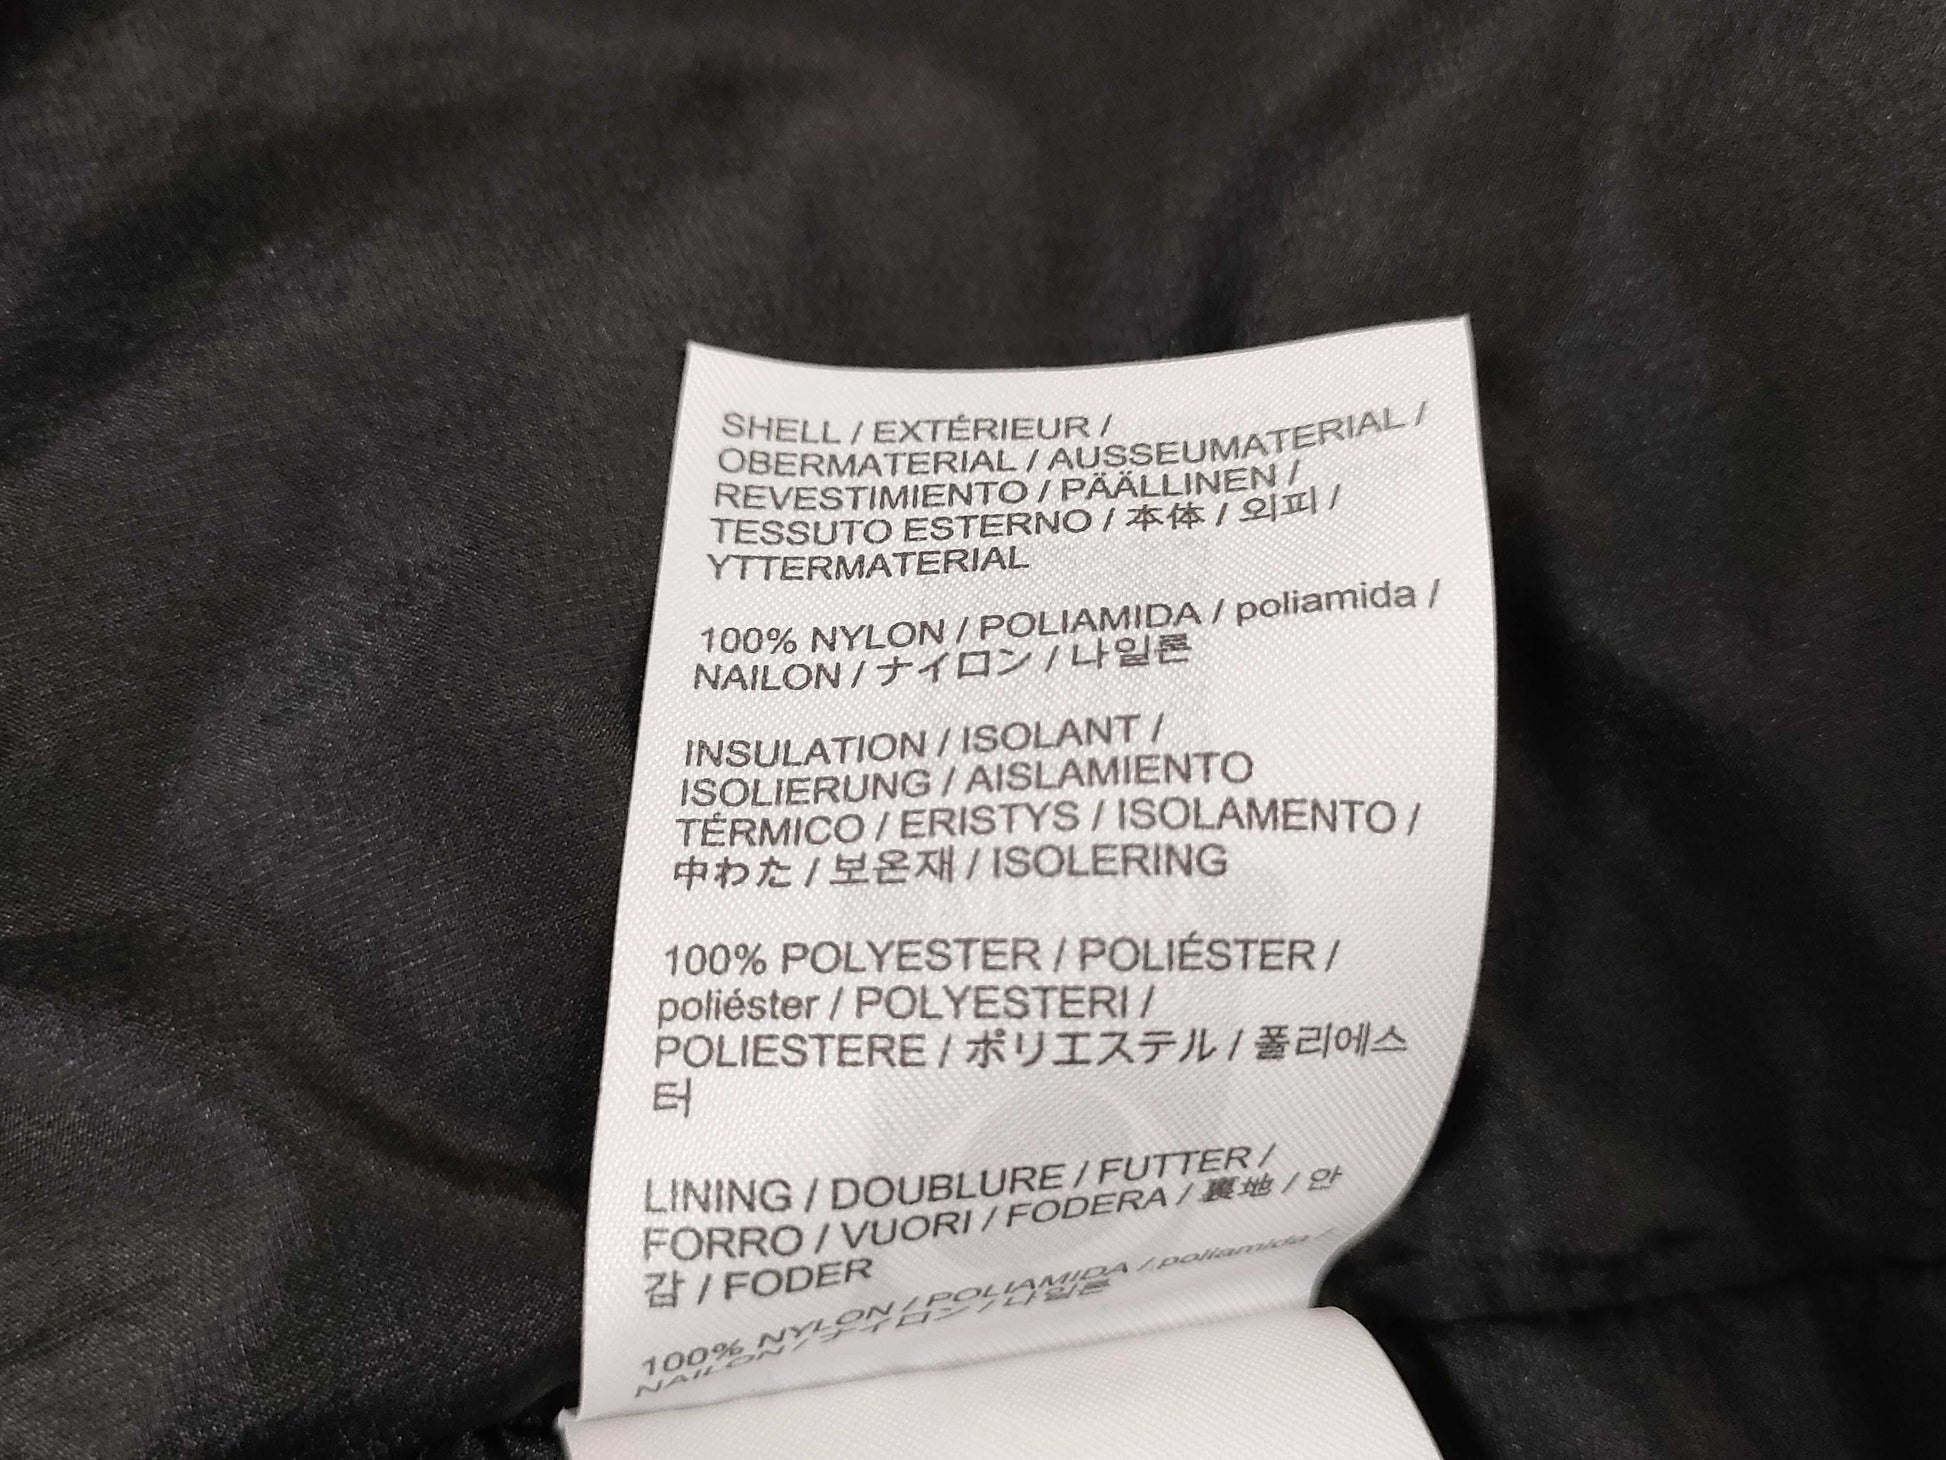 SHELL / EXTÉRIEUR /
OBERMATERIAL / AUSSEUMATERIAL /
REVESTIMIENTO / PÄÄLLINEN /
TESSUTO ESTERNO / 本体 / 외피 /
YTTERMATERIAL
100% NYLON / POLIAMIDA / poliamida /
NAILON / ナイロン / 나일론
INSULATION / ISOLANT /
ISOLIERUNG / AISLAMIENTO
TÉRMICO / ERISTYS / ISOLAMENTO /
中わた / 보온재 / ISOLERING
100% POLYESTER / POLIÉSTER /
poliéster / POLYESTERI /
POLIESTERE / ポリエステル / 폴리에스
터
LINING / DOUBLURE / FUTTER /
FORRO / VUORI / FODERA / 裏地 / 안
감 / FODER
100% NYLON / POLIAMIDA / poliamida /
NAILON / ナイロン / 나일론